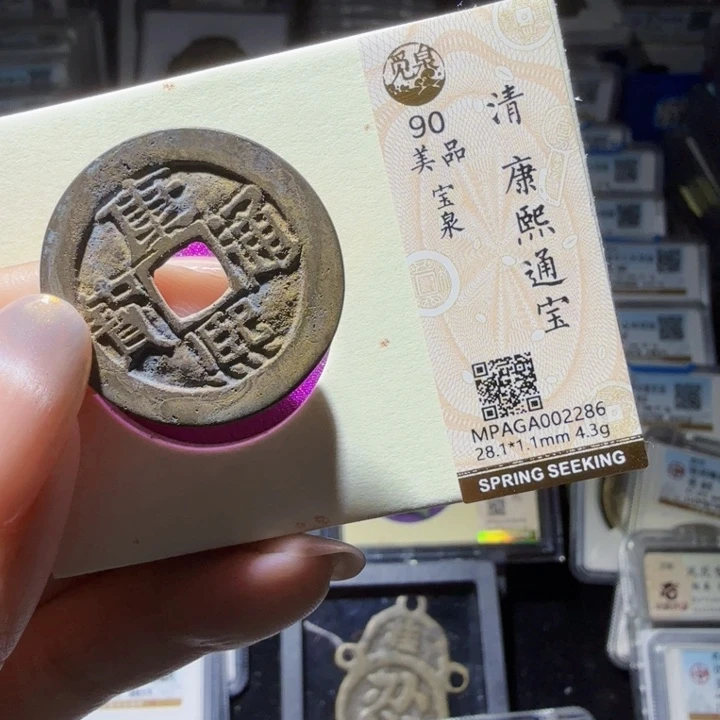 觅泉
90
美品
宝泉
清
康熙通宝
MPAGA002286
28.1*1.1mm 4.3g
SPRING SEEKING
康熙通寶